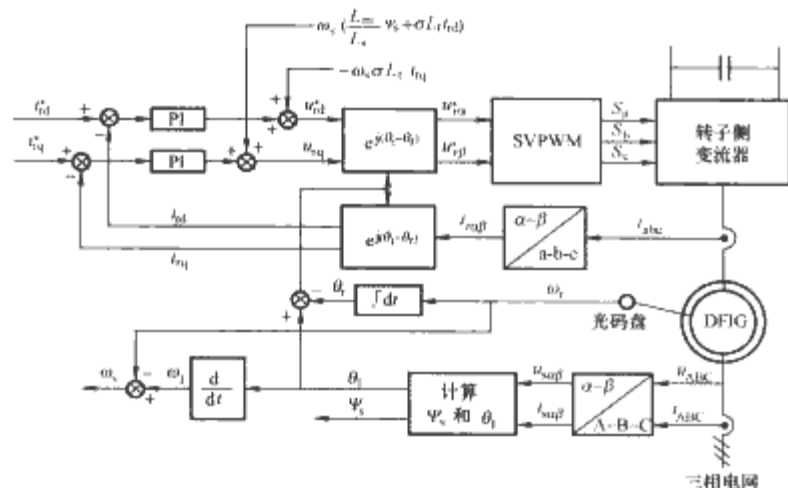 ω_s (L_m/L_s ψ_s + σL_r i_rd)
−ω_s σL_r i_rq
i*_rd + − PI + + u*_rd
e^j(θ_1−θ_r)
u*_rα
SVPWM
S_a
S_b
S_c
转子侧
变流器
i*_rq + − PI + + u*_rq
u*_rβ
i_rd
i_rq
i_rαβ
α-β
a-b-c
i_abc
− θ_r ∫dt ω_r
+
光码盘
DFIG
ω_s − + ω_1
d/dt
θ_1
ψ_s
计算
ψ_s 和 θ_1
u_sαβ
i_sαβ
α-β
A-B-C
u_ABC
i_ABC
三相电网